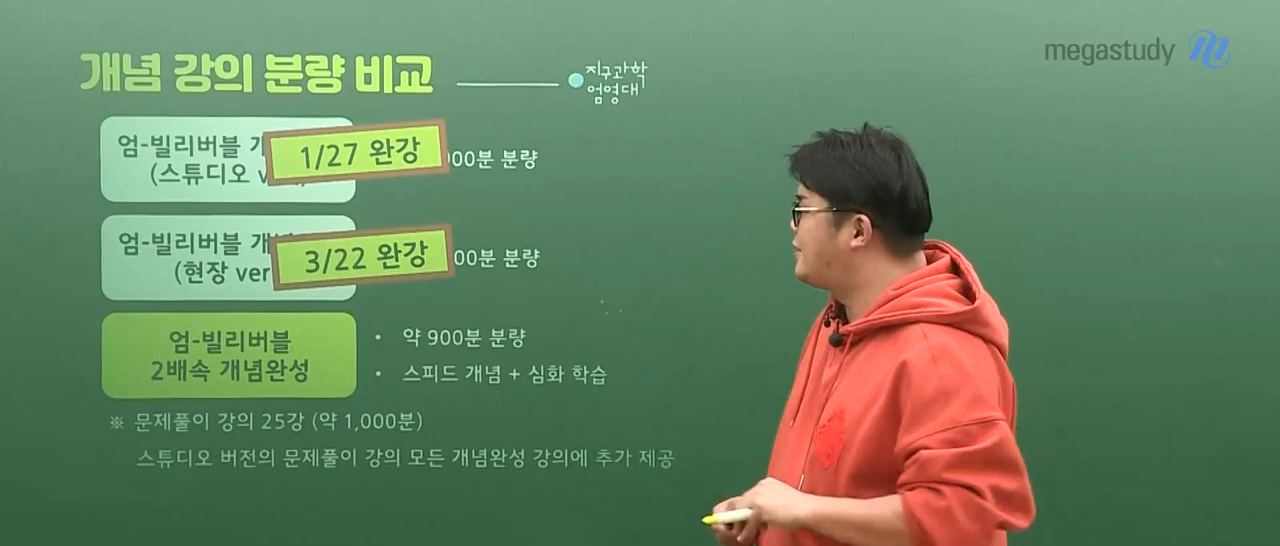 megastudy
개념 강의 분량 비교
지구과학
엄영대
엄-빌리버블
(스튜디오
1/27 완강
00분 분량
엄-빌리버블
(현장 ver
3/22 완강
00분 분량
엄-빌리버블
2배속 개념완성
• 약 900분 분량
• 스피드 개념 + 심화 학습
※ 문제풀이 강의 25강 (약 1,000분)
스튜디오 버전의 문제풀이 강의 모든 개념완성 강의에 추가 제공